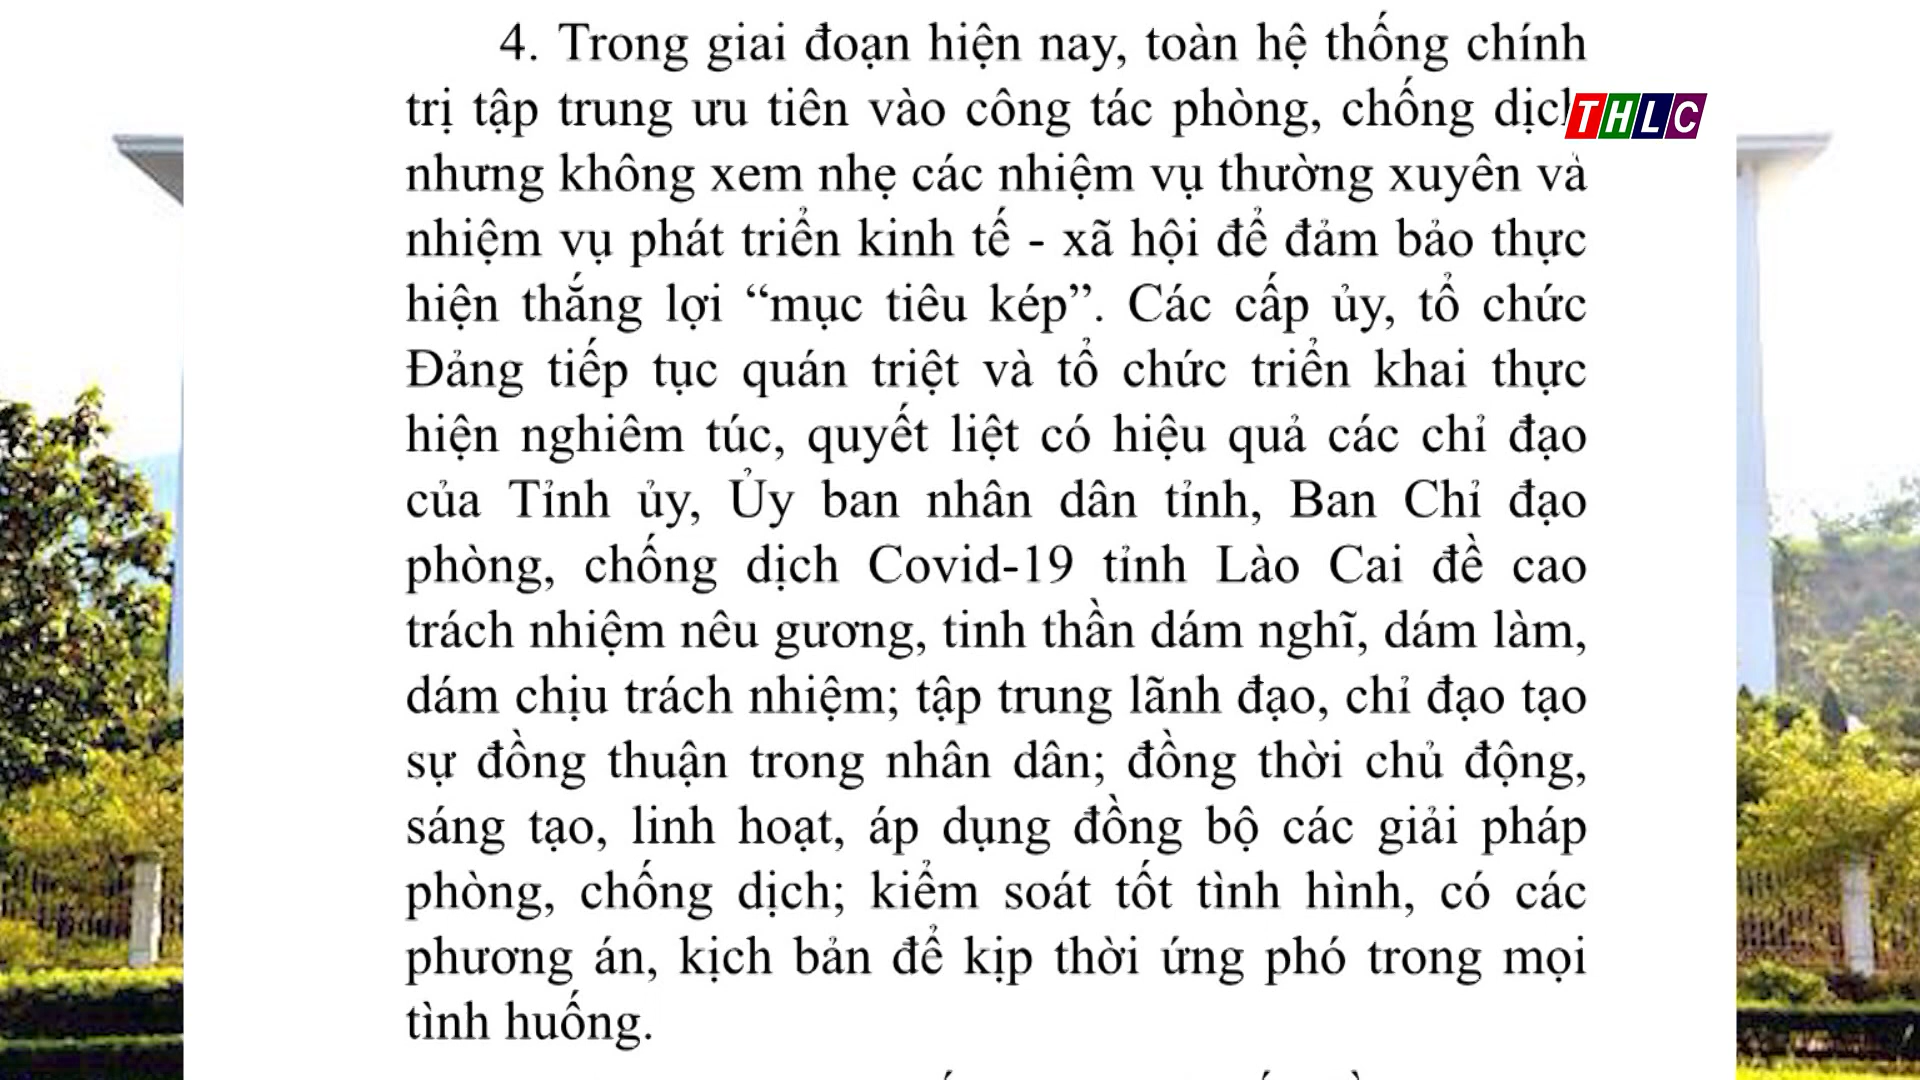 4. Trong giai đoạn hiện nay, toàn hệ thống chính
trị tập trung ưu tiên vào công tác phòng, chống dịch
THLC
nhưng không xem nhẹ các nhiệm vụ thường xuyên và
nhiệm vụ phát triển kinh tế - xã hội để đảm bảo thực
hiện thắng lợi “mục tiêu kép”. Các cấp ủy, tổ chức
Đảng tiếp tục quán triệt và tổ chức triển khai thực
hiện nghiêm túc, quyết liệt có hiệu quả các chỉ đạo
của Tỉnh ủy, Ủy ban nhân dân tỉnh, Ban Chỉ đạo
phòng, chống dịch Covid-19 tỉnh Lào Cai đề cao
trách nhiệm nêu gương, tinh thần dám nghĩ, dám làm,
dám chịu trách nhiệm; tập trung lãnh đạo, chỉ đạo tạo
sự đồng thuận trong nhân dân; đồng thời chủ động,
sáng tạo, linh hoạt, áp dụng đồng bộ các giải pháp
phòng, chống dịch; kiểm soát tốt tình hình, có các
phương án, kịch bản để kịp thời ứng phó trong mọi
tình huống.